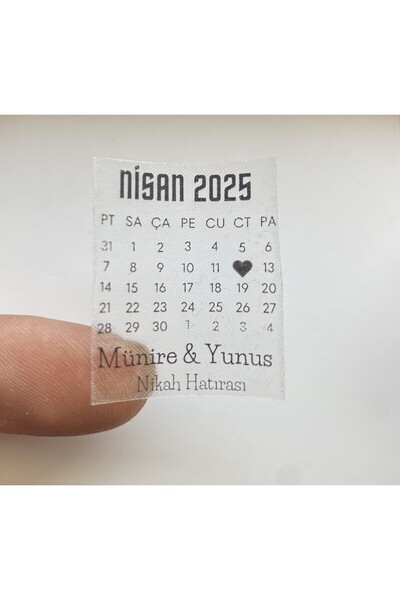 NİSAN 2025
PT SA ÇA PE CU CT PA
31 1 2 3 4 5 6
7 8 9 10 11 13
14 15 16 17 18 19 20
21 22 23 24 25 26 27
28 29 30 1 2 3 4
Münire & Yunus
Nikah Hatırası